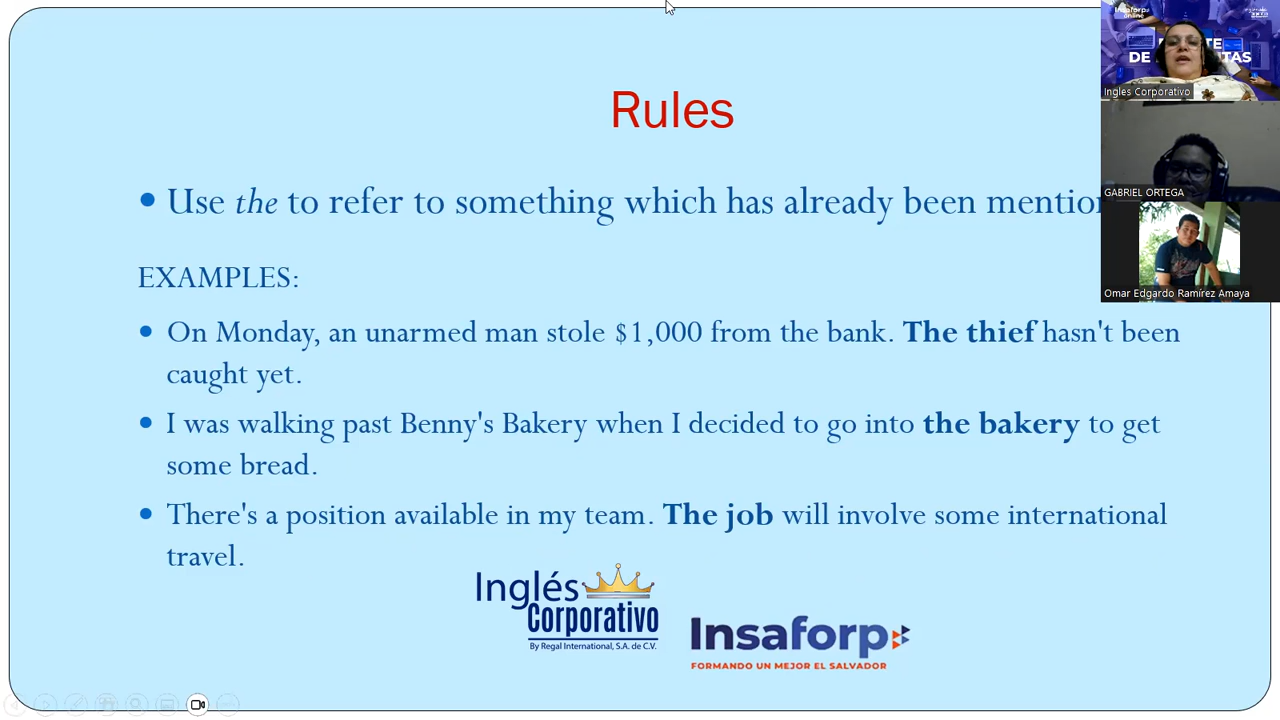 Rules
Use the to refer to something which has already been
EXAMPLES:
On Monday, an unarmed man stole $1,000 from the bank. The thief hasn't been
caught yet.
I was walking past Benny's Bakery when I decided to go into the bakery to get
some bread.
There's a position available in my team. The job will involve some international
travel.
Inglés
Corporativo
By Regal International, S.A. de C.V.
Insaforp
FORMANDO UN MEJOR EL SALVADOR
Insaforp
online
DE
Ingles Corporativo
GABRIEL ORTEGA
Omar Edgardo Ramírez Amaya